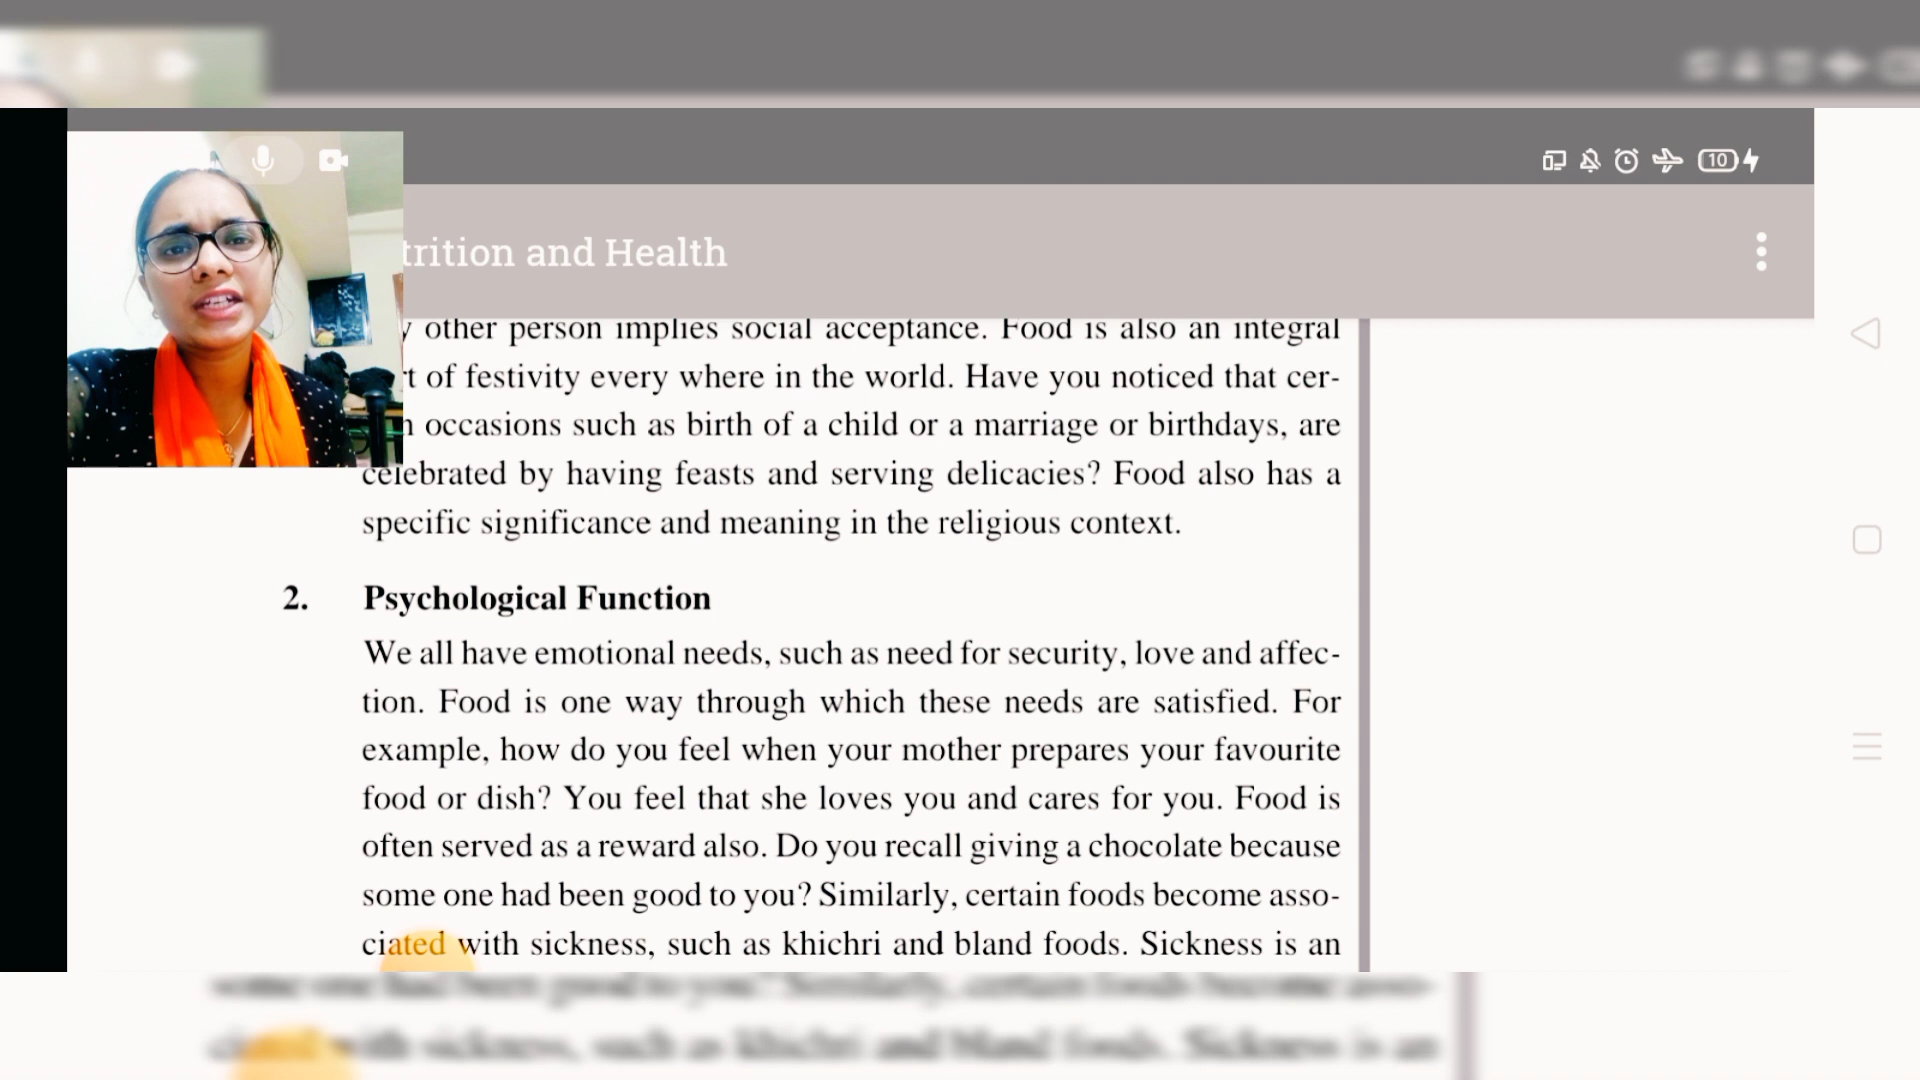 10
trition and Health
other person implies social acceptance. Food is also an integral
t of festivity every where in the world. Have you noticed that cer-
occasions such as birth of a child or a marriage or birthdays, are
celebrated by having feasts and serving delicacies? Food also has a
specific significance and meaning in the religious context.
2. Psychological Function
We all have emotional needs, such as need for security, love and affec-
tion. Food is one way through which these needs are satisfied. For
example, how do you feel when your mother prepares your favourite
food or dish? You feel that she loves you and cares for you. Food is
often served as a reward also. Do you recall giving a chocolate because
some one had been good to you? Similarly, certain foods become asso-
ciated with sickness, such as khichri and bland foods. Sickness is an